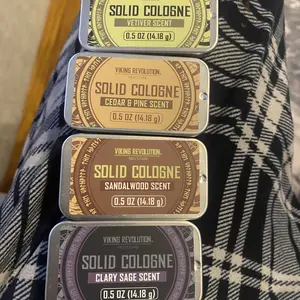 SOLID COLOGNE
VETIVER SCENT
0.5 OZ (14.18 g)
VIKING REVOLUTION.
SOLID COLOGNE
CEDAR & PINE SCENT
0.5 OZ (14.18 g)
VIKING REVOLUTION.
SOLID COLOGNE
SANDALWOOD SCENT
0.5 OZ (14.18 g)
VIKING REVOLUTION.
SOLID COLOGNE
CLARY SAGE SCENT
0.5 OZ (14.18 g)